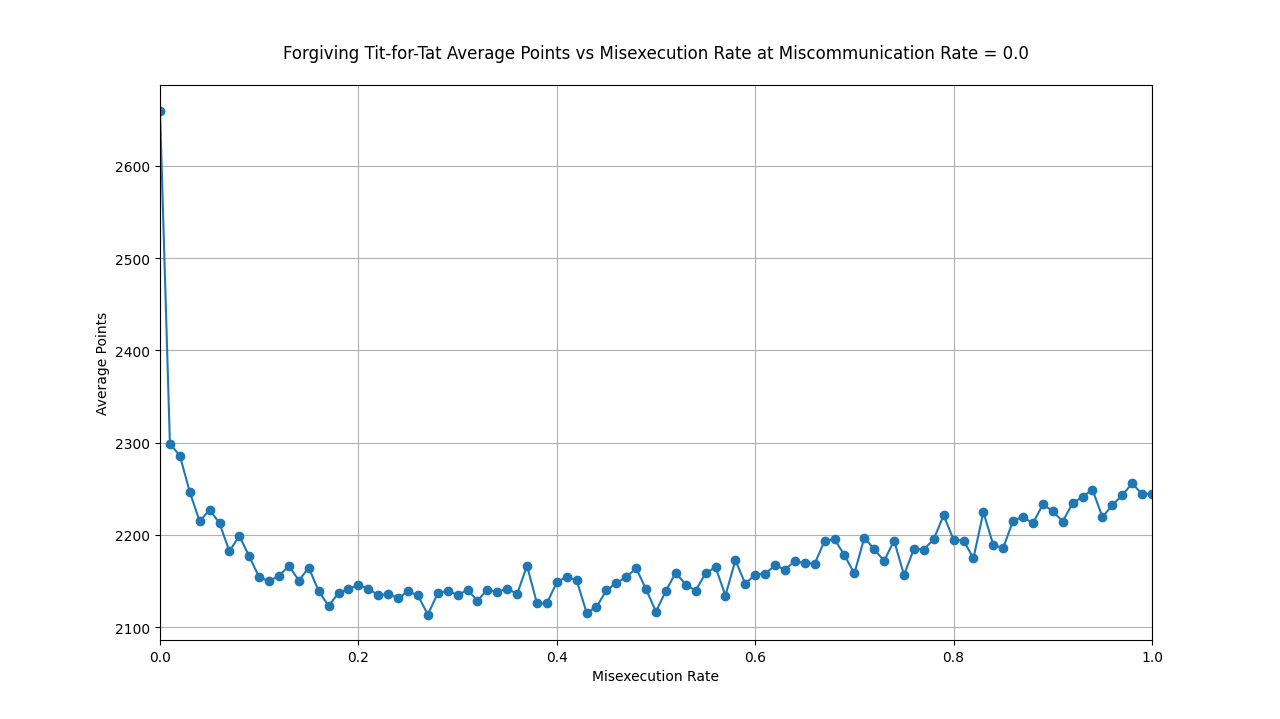 Forgiving Tit-for-Tat Average Points vs Misexecution Rate at Miscommunication Rate = 0.0
2600
2500
2400
2300
2200
2100
Average Points
0.0 0.2 0.4 0.6 0.8 1.0
Misexecution Rate